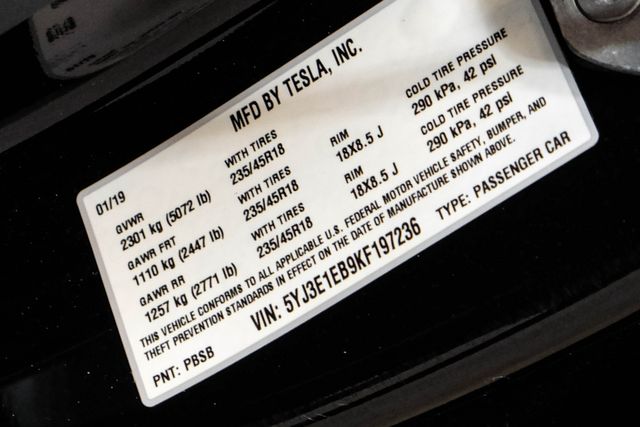 MFD BY TESLA, INC.
01/19
GVWR
2301 kg (5072 lb)
WITH TIRES
235/45R18
RIM
18X8.5 J
COLD TIRE PRESSURE
290 kPa, 42 psi
GAWR FRT
1110 kg (2447 lb)
WITH TIRES
235/45R18
RIM
18X8.5 J
COLD TIRE PRESSURE
290 kPa, 42 psi
GAWR RR
1257 kg (2771 lb)
WITH TIRES
235/45R18
THIS VEHICLE CONFORMS TO ALL APPLICABLE U.S. FEDERAL MOTOR VEHICLE SAFETY, BUMPER, AND
THEFT PREVENTION STANDARDS IN EFFECT ON THE DATE OF MANUFACTURE SHOWN ABOVE.
VIN: 5YJ3E1EB9KF197236
TYPE: PASSENGER CAR
PNT: PBSB